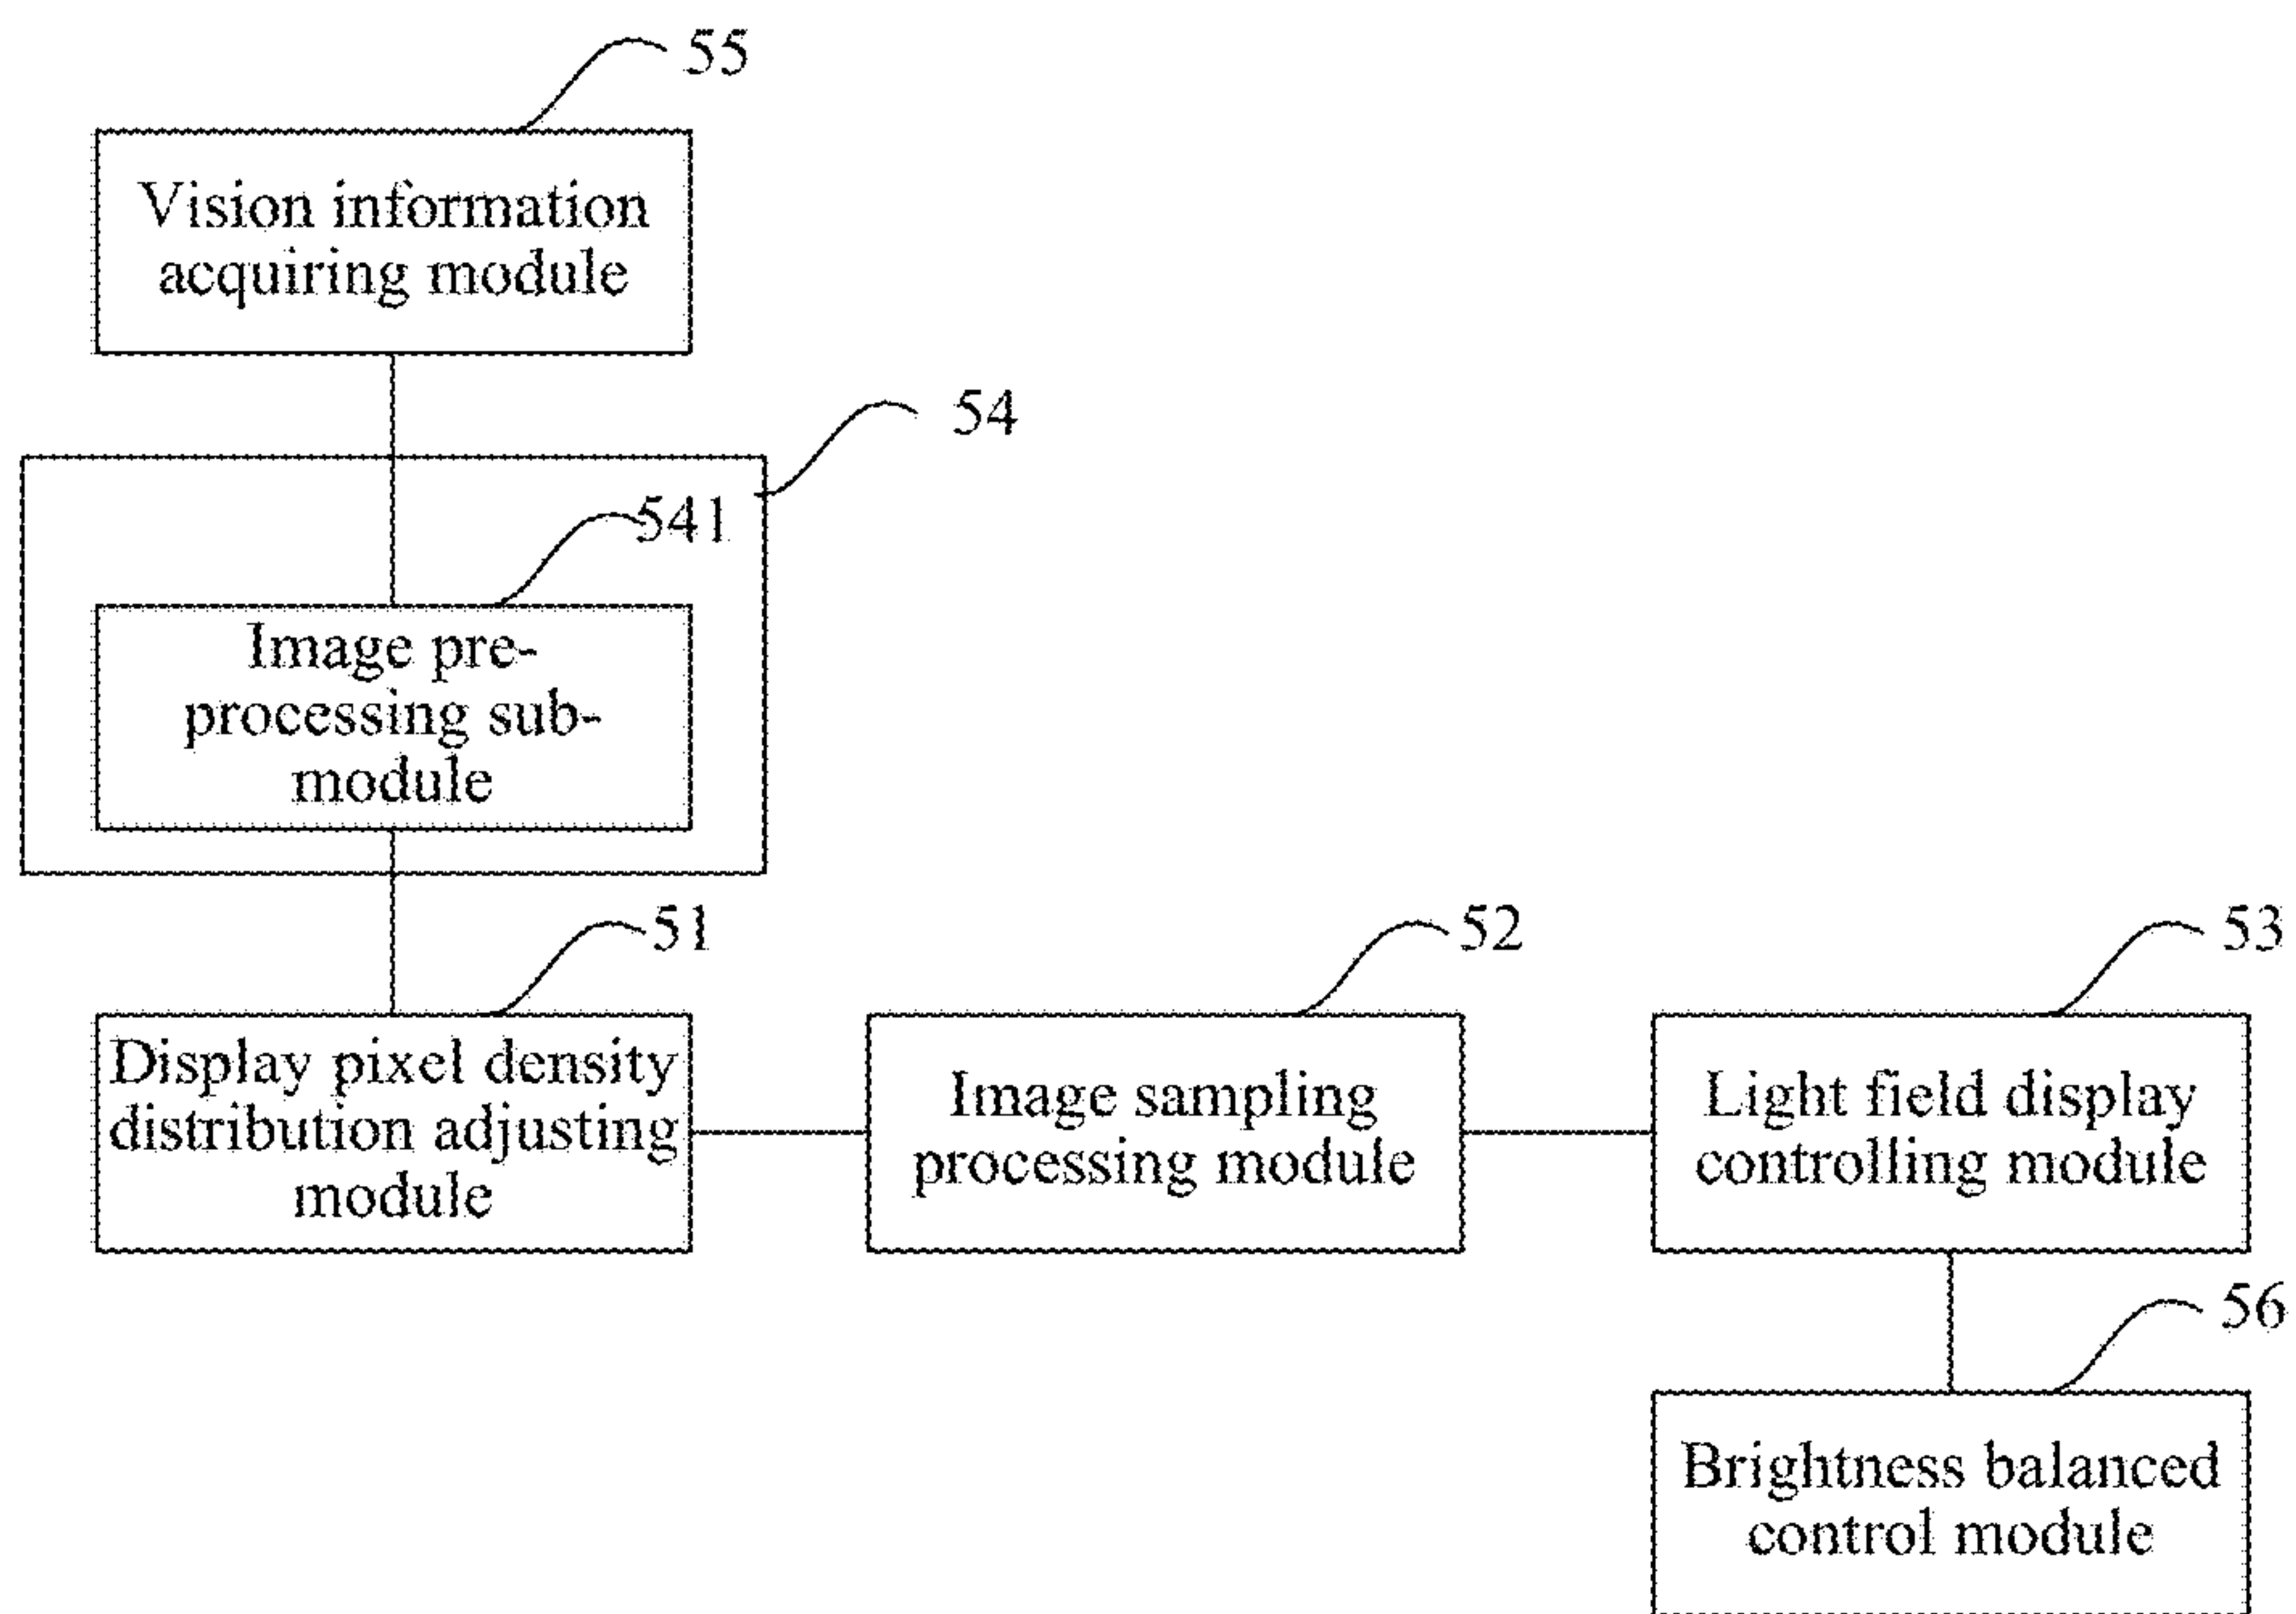 55
Vision information
acquiring module
54
541
Image pre-
processing sub-
module
51
Display pixel density
distribution adjusting
module
52
Image sampling
processing module
53
Light field display
controlling module
56
Brightness balanced
control module